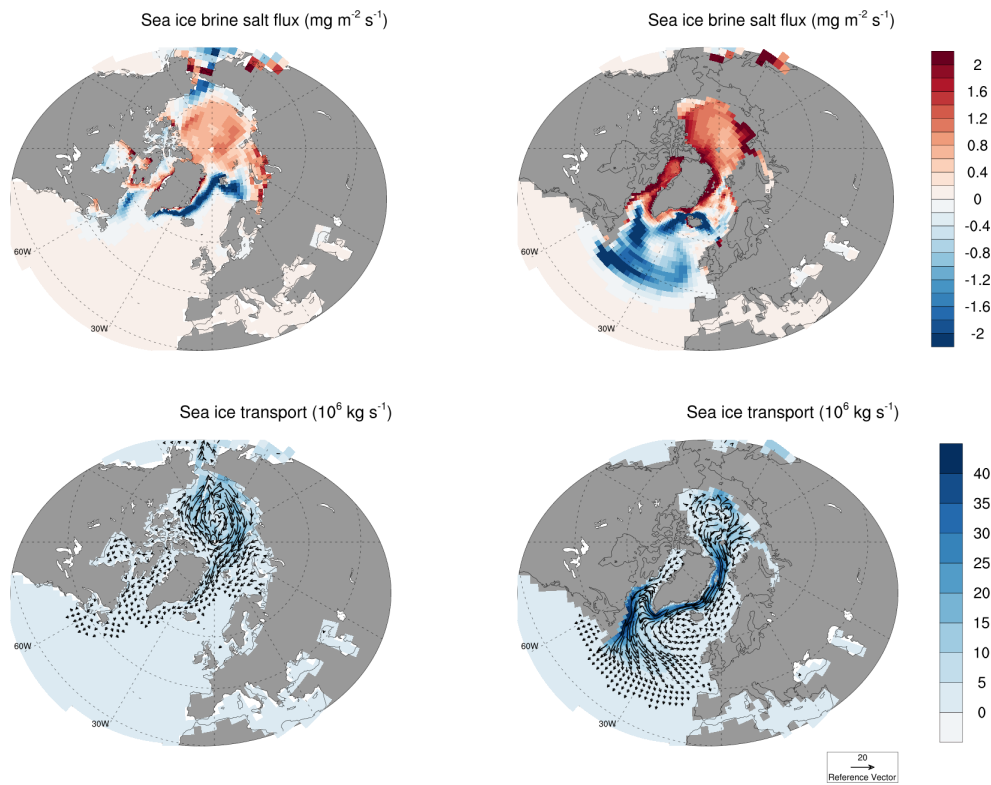 Sea ice brine salt flux (mg m⁻² s⁻¹)
Sea ice brine salt flux (mg m⁻² s⁻¹)
60W
30W
60W
30W
2
1.6
1.2
0.8
0.4
0
-0.4
-0.8
-1.2
-1.6
-2
Sea ice transport (10⁶ kg s⁻¹)
Sea ice transport (10⁶ kg s⁻¹)
60W
30W
60W
30W
40
35
30
25
20
15
10
5
0
20
Reference Vector